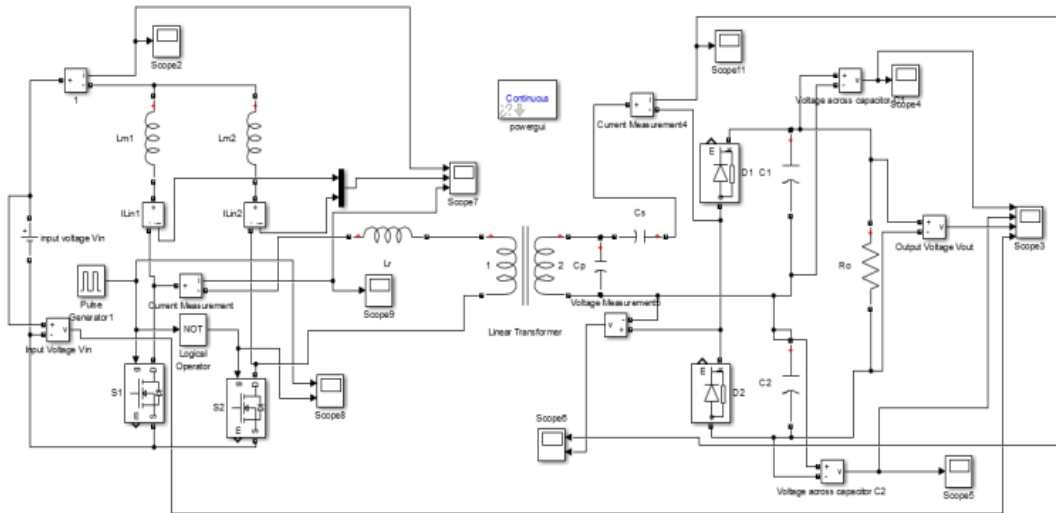 Scope2
1
Lm1
Lm2
Continuous
powergui
Scope11
Current Measurement4
Voltage across capacitor C1
Scope4
D1
C1
Scope7
ILin1
ILin2
input voltage Vin
Lr
Cs
Cp
1
2
Scope3
Output Voltage Vout
Ro
Pulse
Generator1
Current Measurement
Scope9
Voltage Measurement5
Linear Transformer
Input Voltage Vin
NOT
Logical
Operator
S1
S2
Scope8
D2
C2
Scope6
Voltage across capacitor C2
Scope5